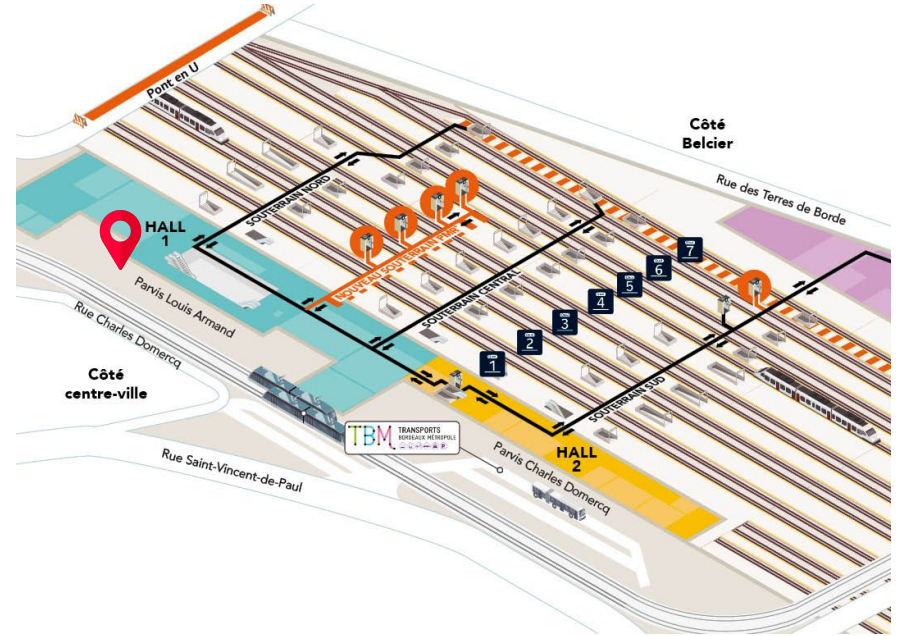 Pont en U
Côté
Belcier
Rue des Terres de Borde
SOUTERRAIN NORD
HALL
1
NOUVEAU SOUTERRAIN PMR
SOUTERRAIN CENTRAL
7
6
5
4
3
2
1
Parvis Louis Armand
Rue Charles Domercq
Côté
centre-ville
SOUTERRAIN SUD
TBM TRANSPORTS
BORDEAUX MÉTROPOLE
HALL
2
Parvis Charles Domercq
Rue Saint-Vincent-de-Paul